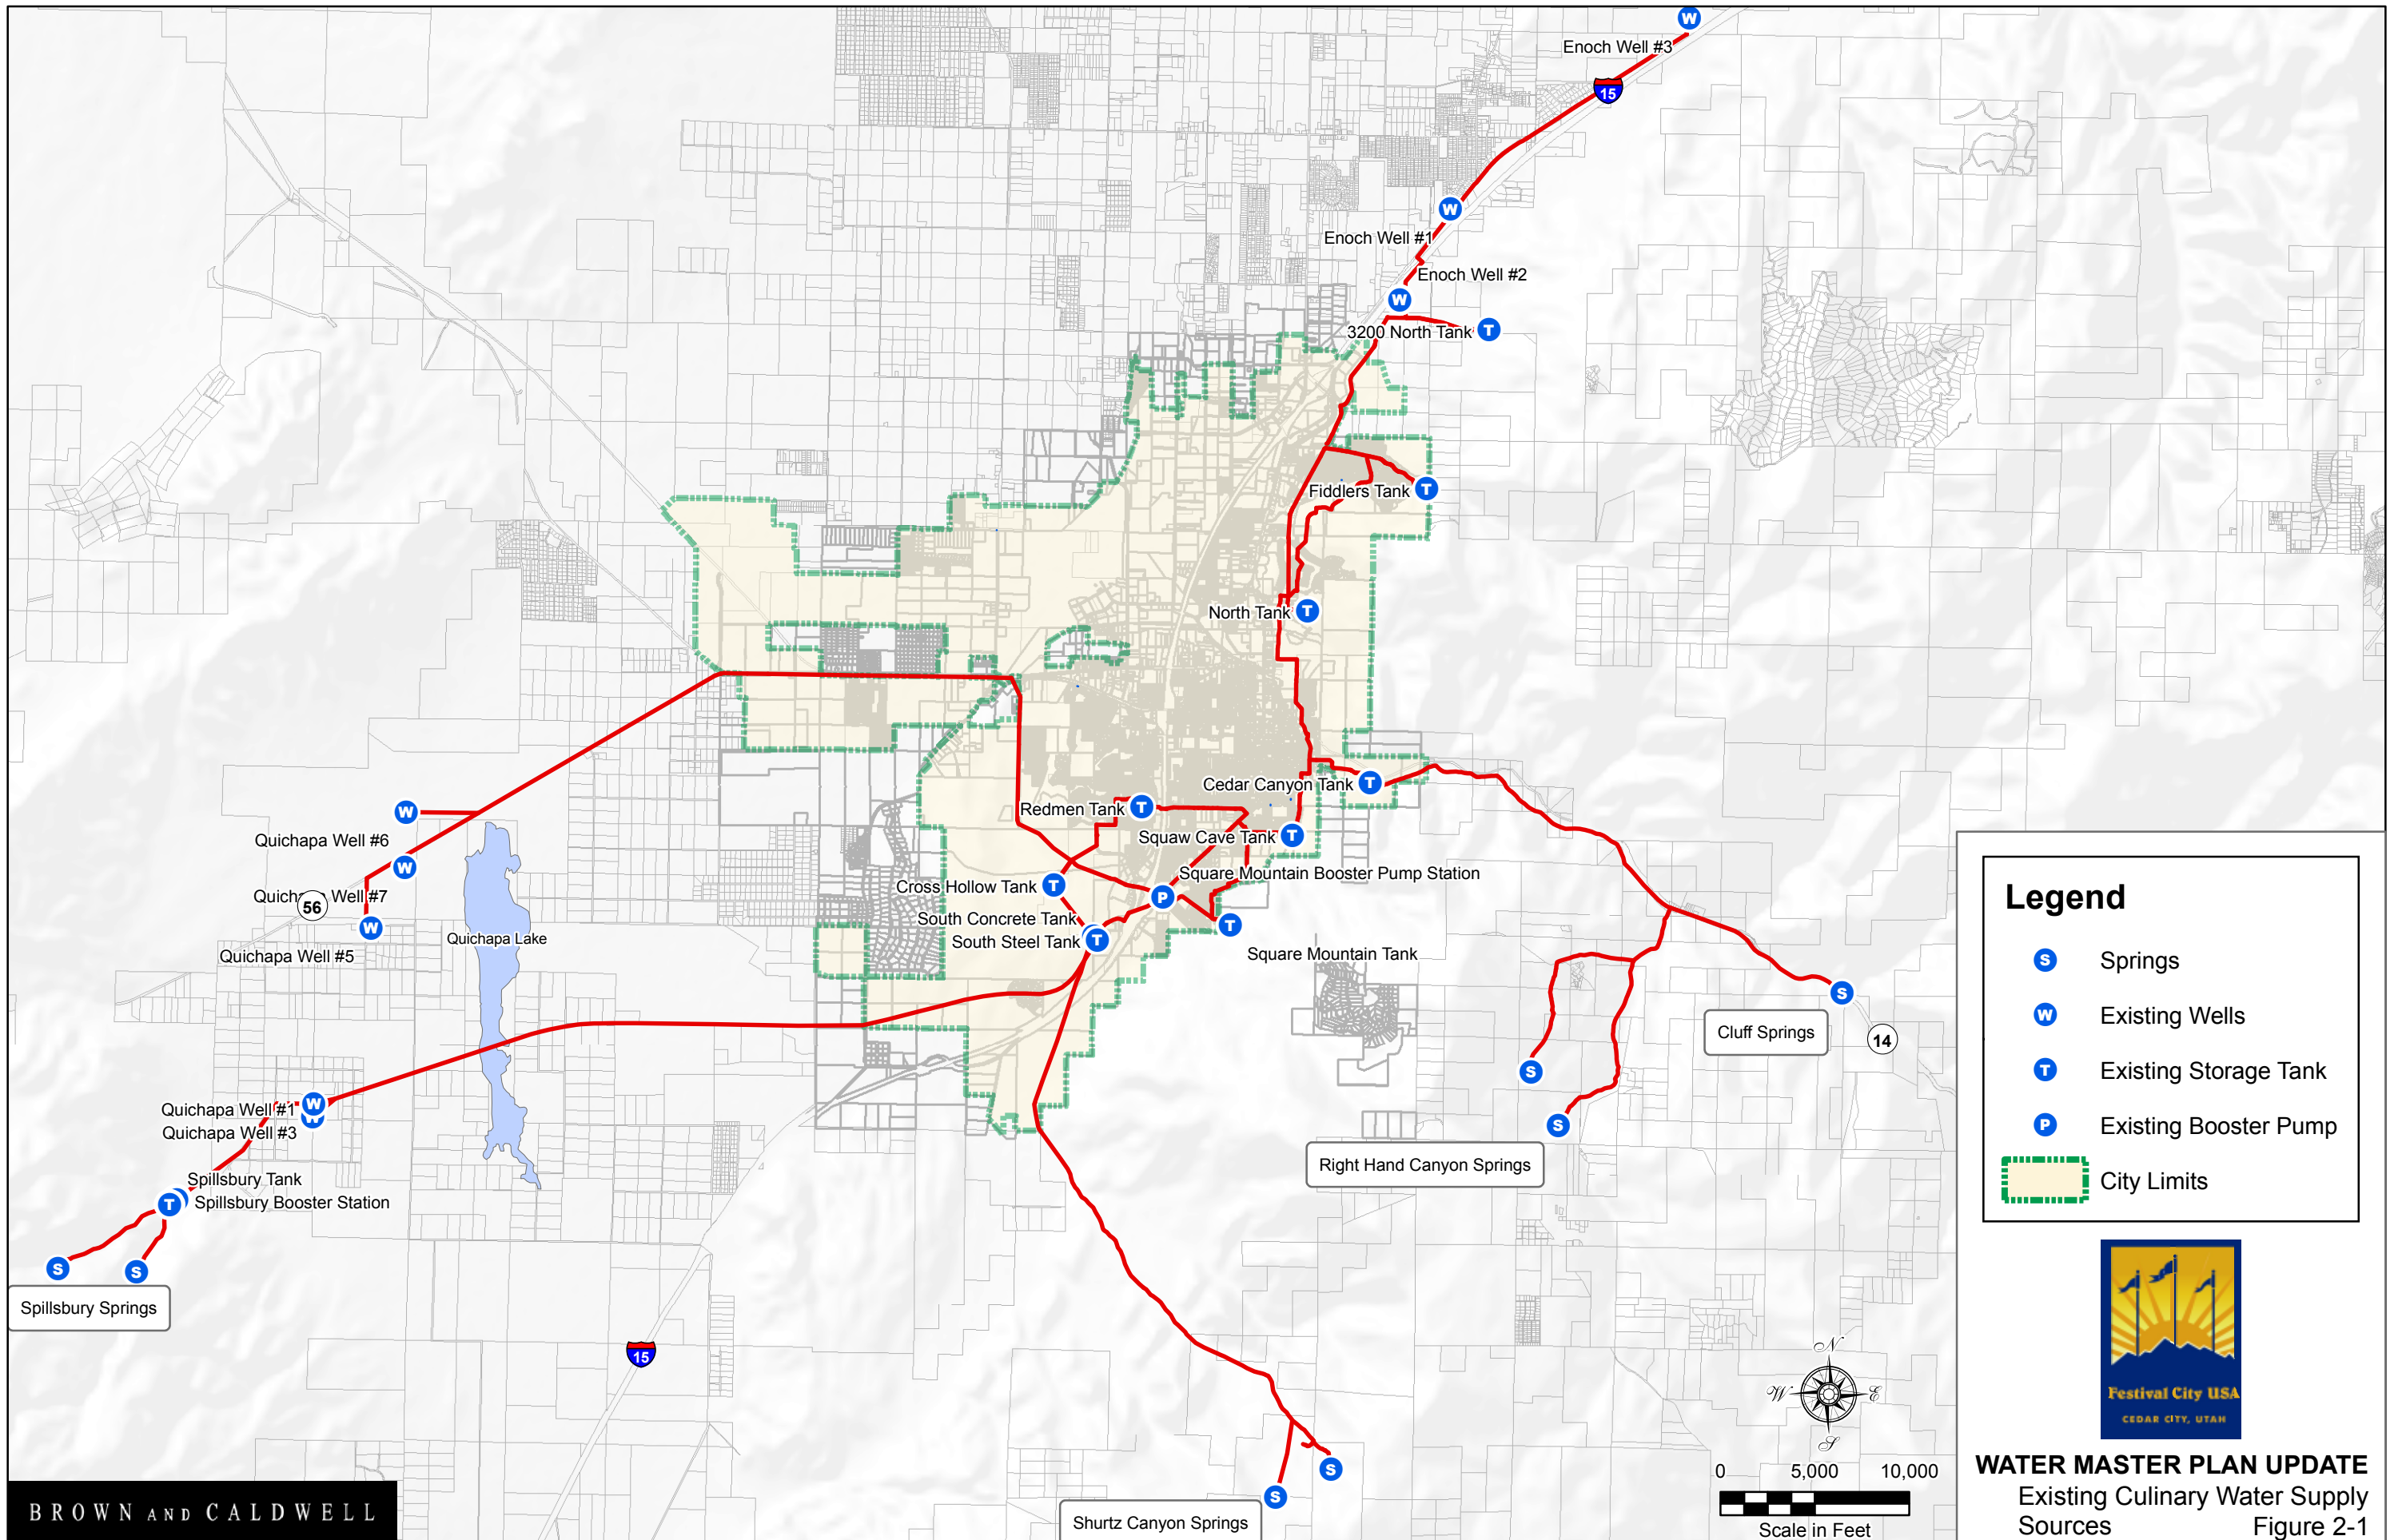 W
Enoch Well #3
15
W
Enoch Well #1
Enoch Well #2
W
3200 North Tank
T
Fiddlers Tank
T
North Tank
T
Cedar Canyon Tank
T
Redmen Tank
T
Squaw Cave Tank
T
W
Quichapa Well #6
W
Quichapa Well #7
56
W
Quichapa Well #5
Quichapa Lake
Square Mountain Booster Pump Station
P
Cross Hollow Tank
T
South Concrete Tank
South Steel Tank
T
T
Square Mountain Tank
S
Cluff Springs
14
S
S
Right Hand Canyon Springs
Quichapa Well #1
W
W
Quichapa Well #3
Spillsbury Tank
T
Spillsbury Booster Station
S
S
Spillsbury Springs
15
S
S
Shurtz Canyon Springs
Legend
S Springs
W Existing Wells
T Existing Storage Tank
P Existing Booster Pump
City Limits
Festival City USA
CEDAR CITY, UTAH
N
W E
S
0 5,000 10,000
Scale in Feet
WATER MASTER PLAN UPDATE
Existing Culinary Water Supply
Sources Figure 2-1
BROWN AND CALDWELL